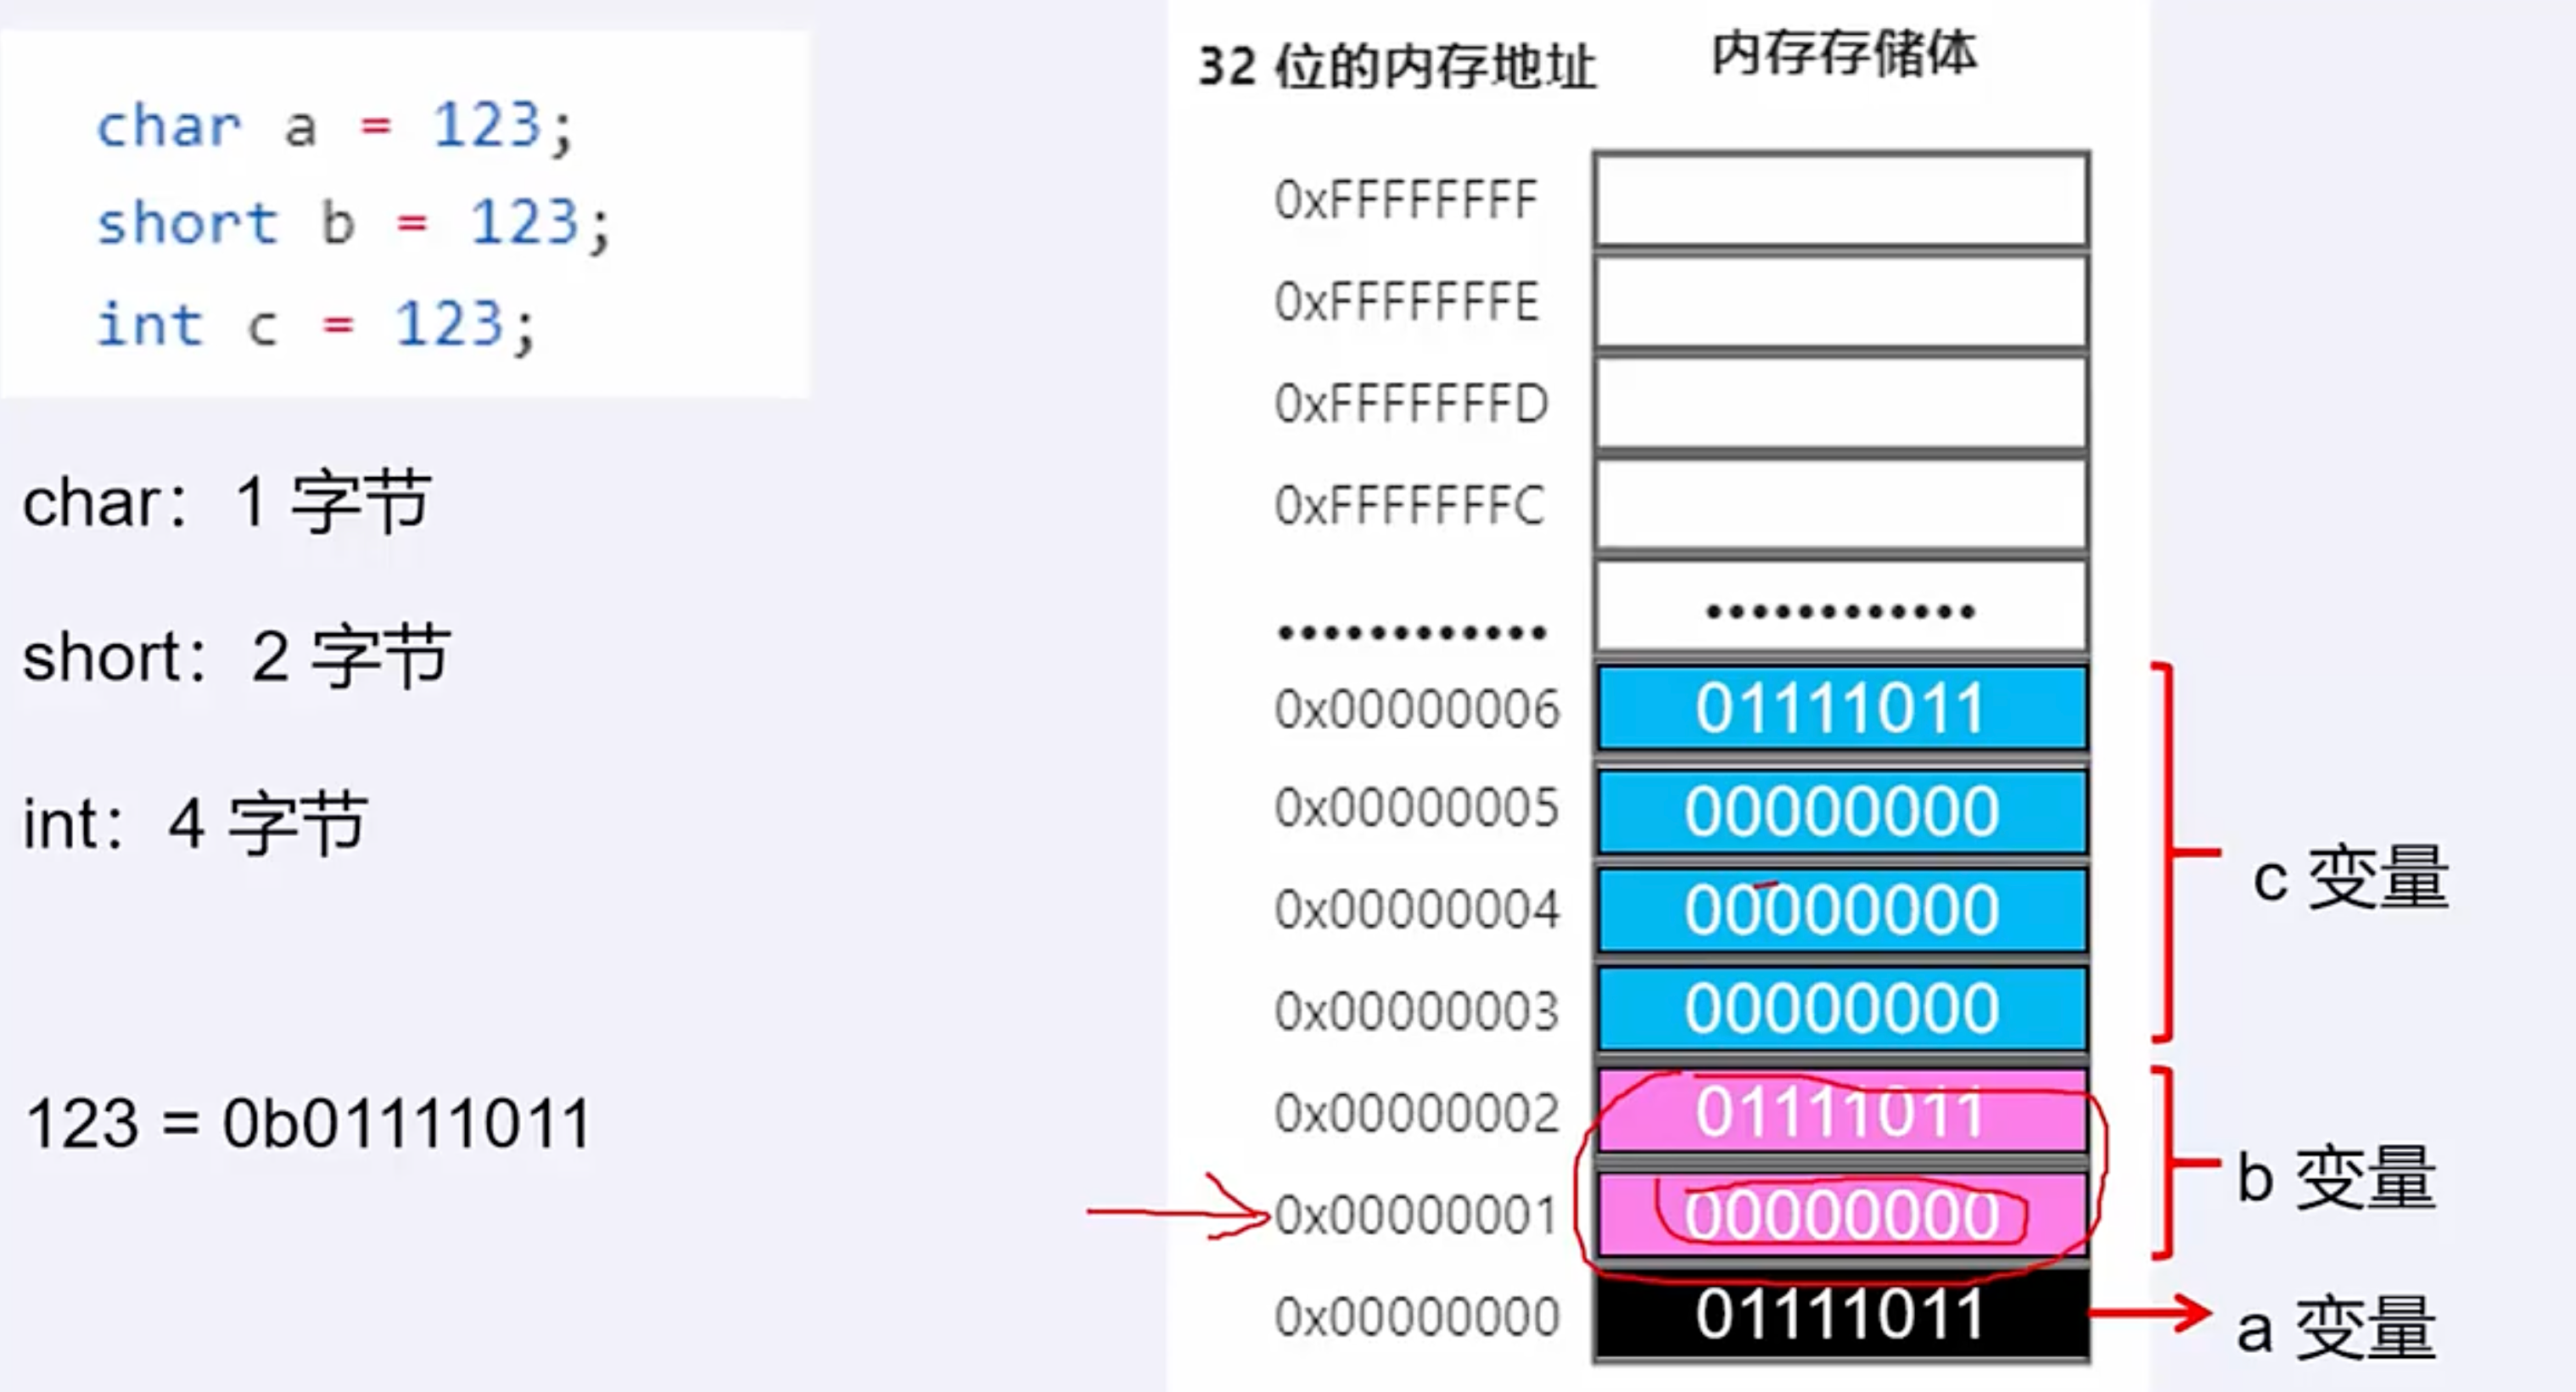 char a = 123;
short b = 123;
int c = 123;
char：1 字节
short：2 字节
int：4 字节
123 = 0b01111011
32 位的内存地址 内存存储体
0xFFFFFFFF
0xFFFFFFFE
0xFFFFFFFD
0xFFFFFFFC
............ ............
0x00000006 01111011
0x00000005 00000000
0x00000004 00000000
0x00000003 00000000
c 变量
0x00000002 01111011
0x00000001 00000000
b 变量
0x00000000 01111011
a 变量